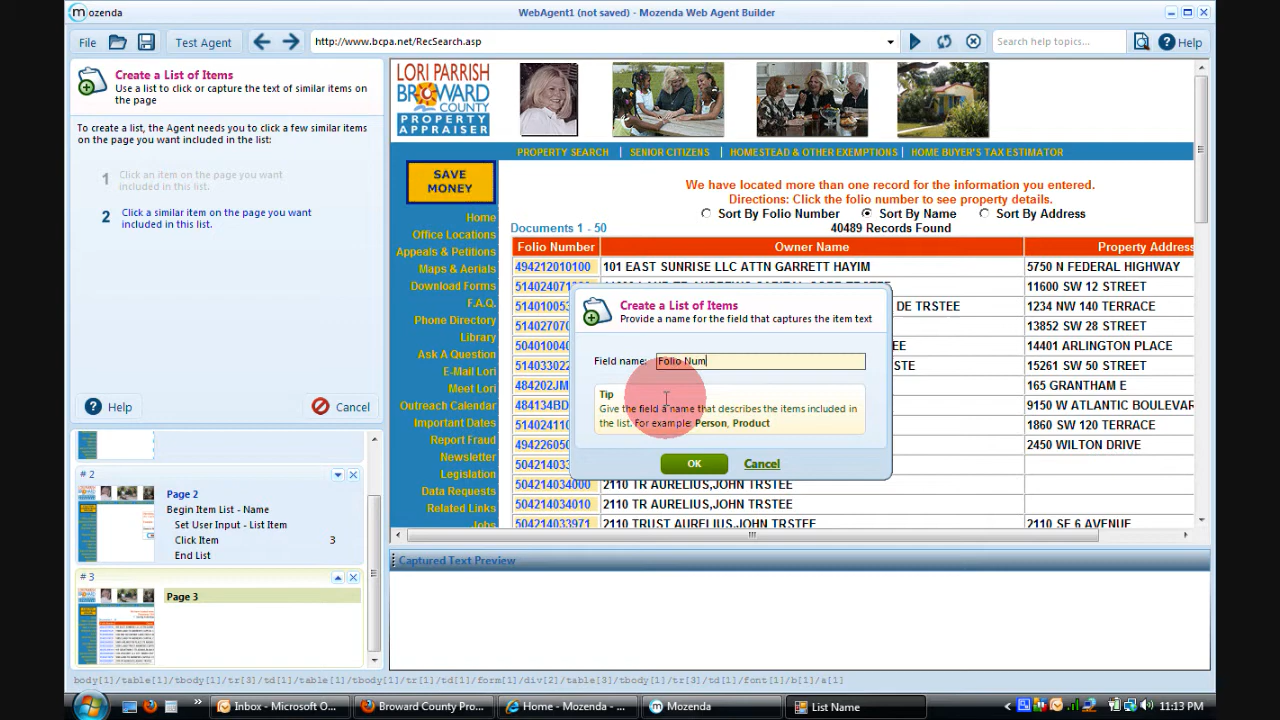 mozenda
WebAgent1 (not saved) - Mozenda Web Agent Builder
File
Test Agent
http://www.bcpa.net/RecSearch.asp
Search help topics...
Help
Create a List of Items
Use a list to click or capture the text of similar items on
the page
To create a list, the Agent needs you to click a few similar items
on the page you want included in the list:
1 Click an item on the page you want
included in this list.
2 Click a similar item on the page you want
included in this list.
Help
Cancel
# 2
Page 2
Begin Item List - Name
Set User Input - List Item
Click Item 3
End List
# 3
Page 3
LORI PARRISH
BROWARD
COUNTY
PROPERTY
APPRAISER
PROPERTY SEARCH | SENIOR CITIZENS | HOMESTEAD & OTHER EXEMPTIONS | HOME BUYER'S TAX ESTIMATOR
SAVE
MONEY
Home
Office Locations
Appeals & Petitions
Maps & Aerials
Download Forms
F.A.Q.
Phone Directory
Library
Ask A Question
E-Mail Lori
Meet Lori
Outreach Calendar
Important Dates
Report Fraud
Newsletter
Legislation
Data Requests
Related Links
Jobs
We have located more than one record for the information you entered.
Directions: Click the folio number to see property details.
Sort By Folio Number Sort By Name Sort By Address
Documents 1 - 50 40489 Records Found
Folio Number Owner Name Property Address
494212010100 101 EAST SUNRISE LLC ATTN GARRETT HAYIM 5750 N FEDERAL HIGHWAY
514024071 11600 SW 12 STREET
514010053 DE TRSTEE 1234 NW 140 TERRACE
514027070 13852 SW 28 STREET
504010040 EE 14401 ARLINGTON PLACE
514033022 STE 15261 SW 50 STREET
484202JM 165 GRANTHAM E
484134BD 9150 W ATLANTIC BOULEVAR
514024110 1860 SW 120 TERRACE
494226050 2450 WILTON DRIVE
504214033
504214034000 2110 TR AURELIUS,JOHN TRSTEE
504214034010 2110 TR AURELIUS,JOHN TRSTEE
504214033971 2110 TRUST AURELIUS,JOHN TRSTEE 2110 SE 6 AVENUE
Create a List of Items
Provide a name for the field that captures the item text
Field name: Folio Num
Tip
Give the field a name that describes the items included in
the list. For example: Person, Product
OK
Cancel
Captured Text Preview
body[1]/table[1]/tbody[1]/tr[3]/td[1]/table[1]/tbody[1]/tr[1]/td[1]/form[1]/div[2]/table[3]/tbody[1]/tr[3]/td[1]/font[1]/b[1]/a[1]
Inbox - Microsoft O...
Broward County Pro...
Home - Mozenda - ...
Mozenda
List Name
11:13 PM